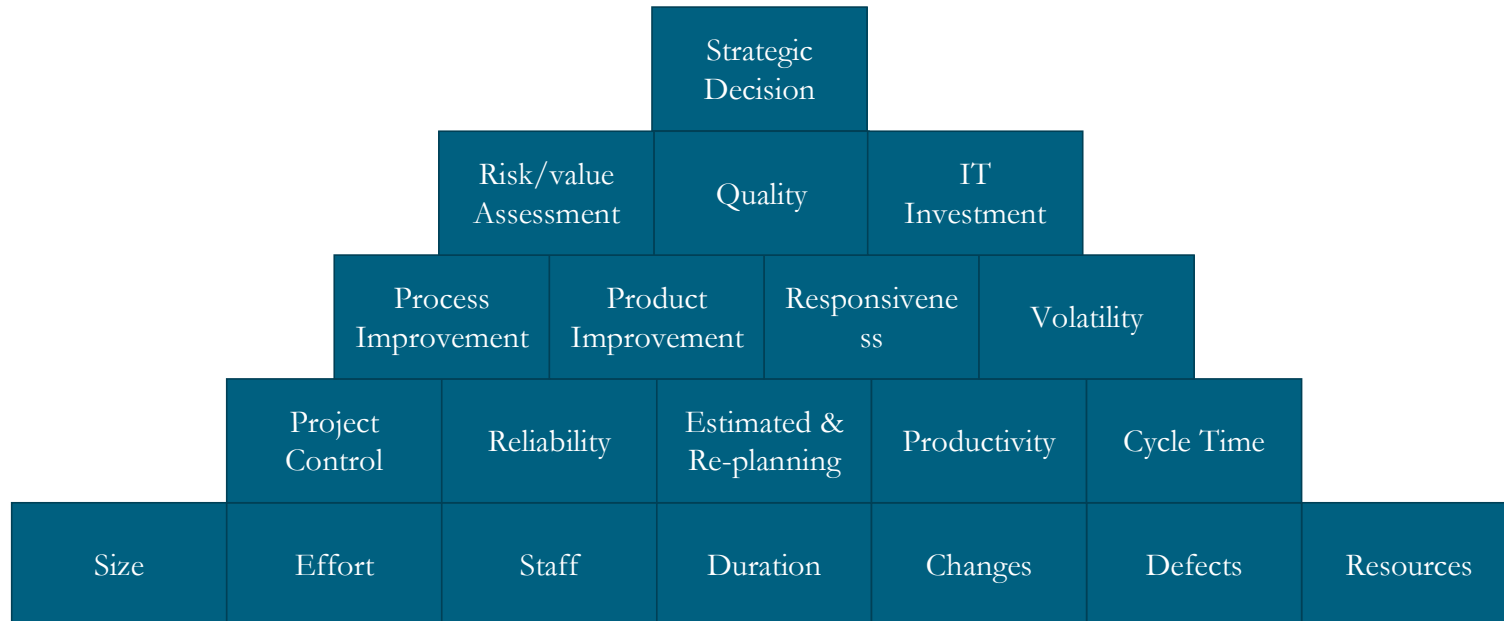 Strategic
Decision
Risk/value
Assessment
Quality
IT
Investment
Process
Improvement
Product
Improvement
Responsivene
ss
Volatility
Project
Control
Reliability
Estimated &
Re-planning
Productivity
Cycle Time
Size
Effort
Staff
Duration
Changes
Defects
Resources